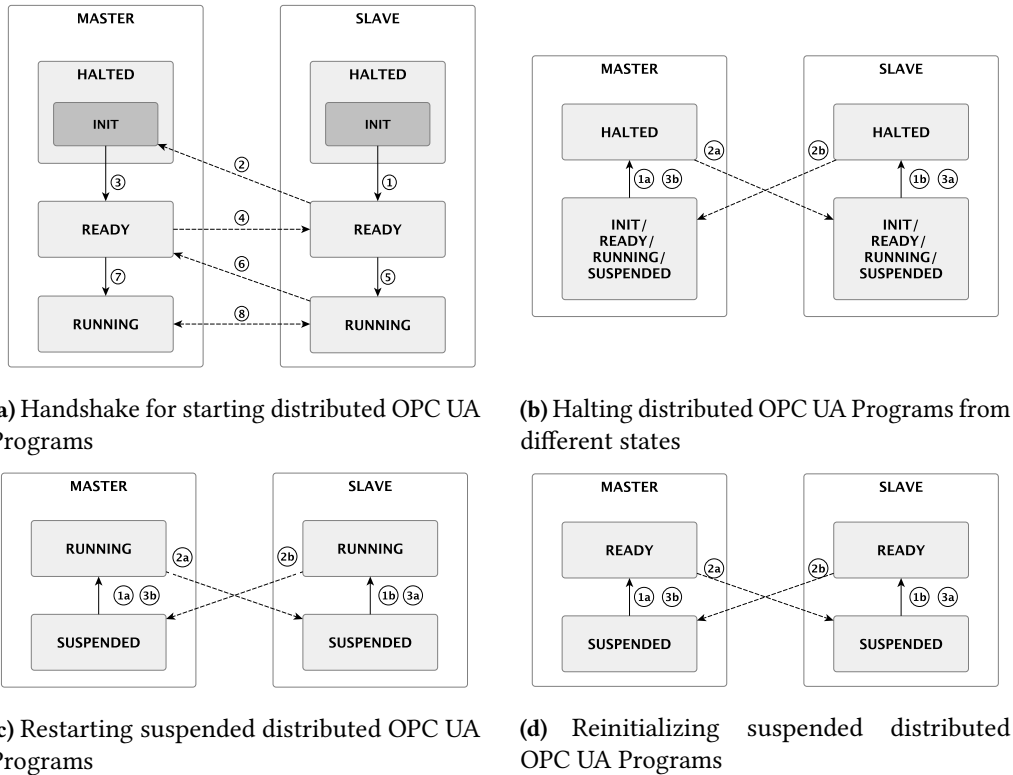 MASTER
SLAVE
HALTED
HALTED
INIT
INIT
②
③
①
READY
④
READY
⑥
⑦
⑤
RUNNING
⑧
RUNNING
a) Handshake for starting distributed OPC UA
Programs
MASTER
SLAVE
HALTED
2a
2b
HALTED
1a 3b
1b 3a
INIT/
READY/
RUNNING/
SUSPENDED
INIT/
READY/
RUNNING/
SUSPENDED
(b) Halting distributed OPC UA Programs from
different states
MASTER
SLAVE
RUNNING
2a
2b
RUNNING
1a 3b
1b 3a
SUSPENDED
SUSPENDED
c) Restarting suspended distributed OPC UA
Programs
MASTER
SLAVE
READY
2a
2b
READY
1a 3b
1b 3a
SUSPENDED
SUSPENDED
(d) Reinitializing suspended distributed
OPC UA Programs